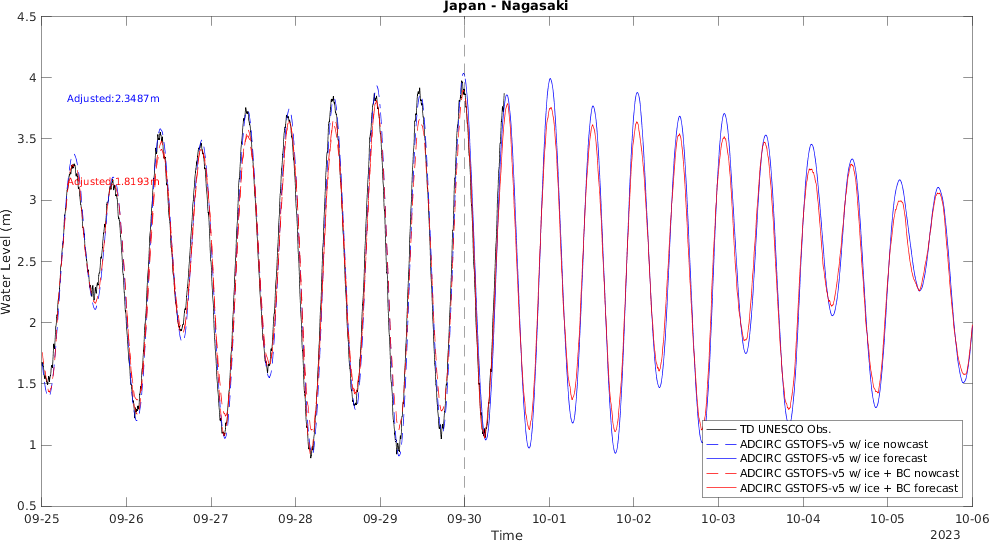 Japan - Nagasaki
4.5
4
3.5
3
2.5
2
1.5
1
0.5
Water Level (m)
Adjusted:2.3487m
Adjusted:1.8193m
TD UNESCO Obs.
ADCIRC GSTOFS-v5 w/ ice nowcast
ADCIRC GSTOFS-v5 w/ ice forecast
ADCIRC GSTOFS-v5 w/ ice + BC nowcast
ADCIRC GSTOFS-v5 w/ ice + BC forecast
09-25 09-26 09-27 09-28 09-29 09-30 10-01 10-02 10-03 10-04 10-05 10-06
Time
2023